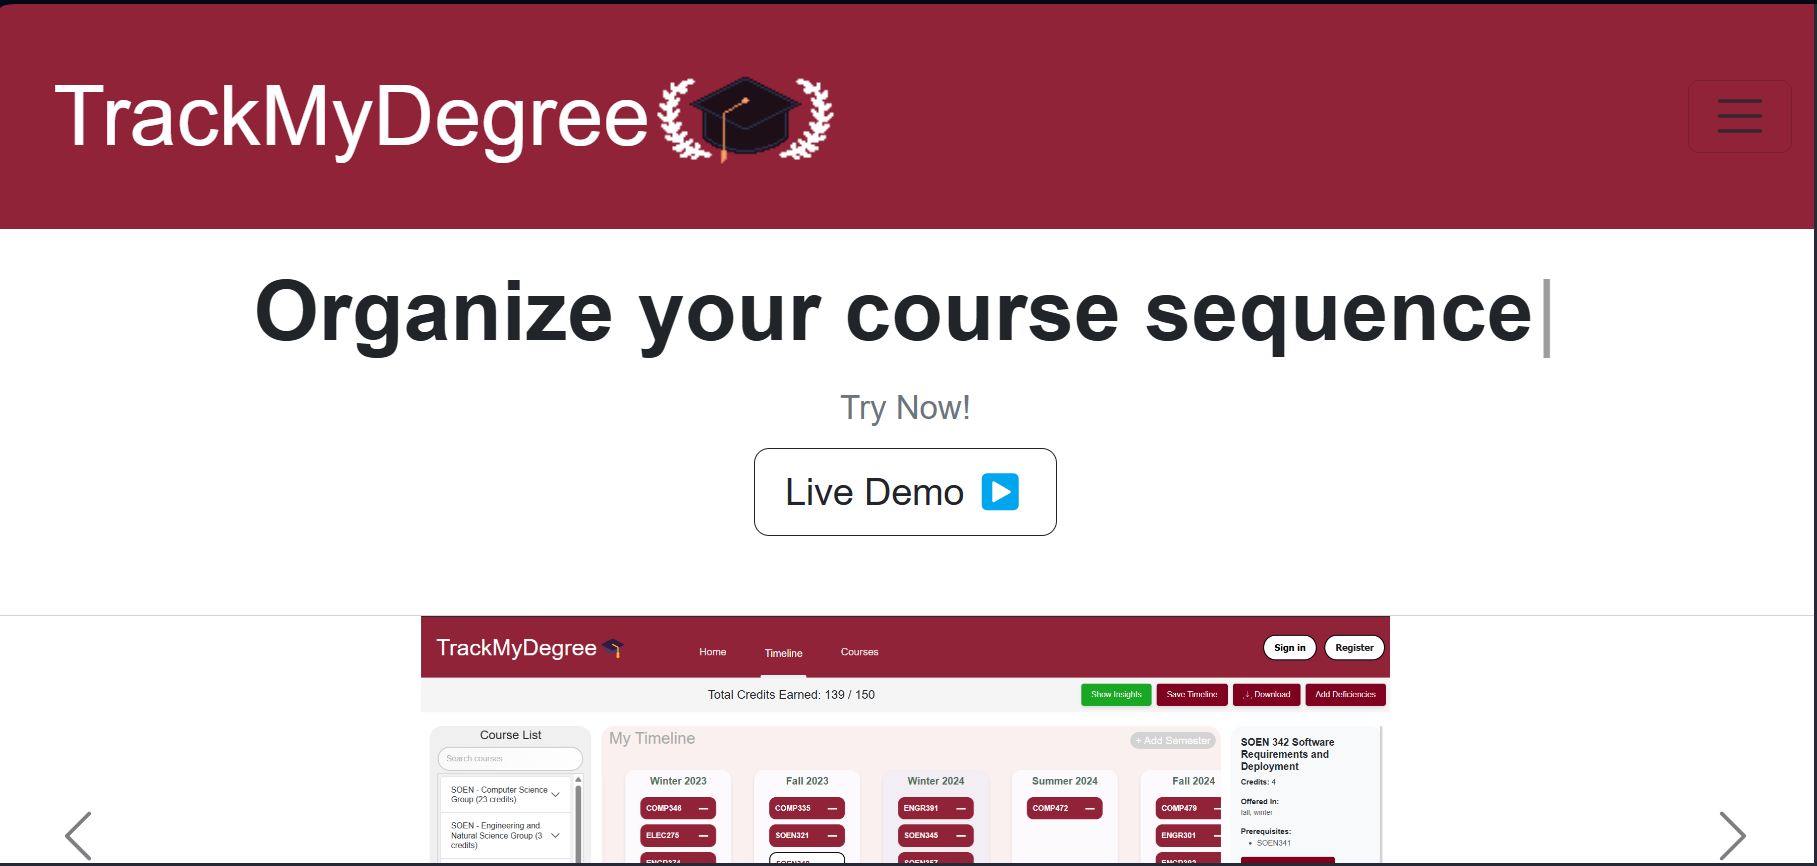 TrackMyDegree
Organize your course sequence
Try Now!
Live Demo
TrackMyDegree
Home
Timeline
Courses
Sign in
Register
Total Credits Earned: 139 / 150
Show Insights
Save Timeline
Download
Add Deficiencies
Course List
Search courses
SOEN - Computer Science
Group (23 credits)
SOEN - Engineering and
Natural Science Group (3
credits)
My Timeline
+ Add Semester
Winter 2023
COMP346
ELEC275
Fall 2023
COMP335
SOEN321
Winter 2024
ENGR391
SOEN345
Summer 2024
COMP472
Fall 2024
COMP479
ENGR301
SOEN 342 Software
Requirements and
Deployment
Credits: 4
Offered In:
fall, winter
Prerequisites:
• SOEN341